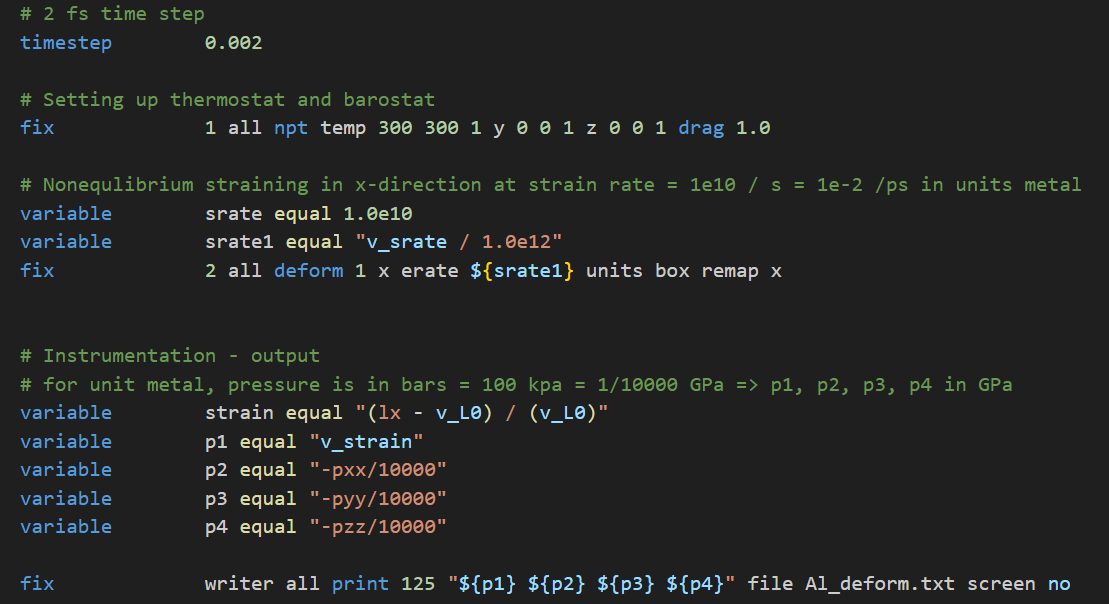 # 2 fs time step
timestep 0.002
# Setting up thermostat and barostat
fix 1 all npt temp 300 300 1 y 0 0 1 z 0 0 1 drag 1.0
# Nonequlibrium straining in x-direction at strain rate = 1e10 / s = 1e-2 /ps in units metal
variable srate equal 1.0e10
variable srate1 equal "v_srate / 1.0e12"
fix 2 all deform 1 x erate ${srate1} units box remap x
# Instrumentation - output
# for unit metal, pressure is in bars = 100 kpa = 1/10000 GPa => p1, p2, p3, p4 in GPa
variable strain equal "(lx - v_L0) / (v_L0)"
variable p1 equal "v_strain"
variable p2 equal "-pxx/10000"
variable p3 equal "-pyy/10000"
variable p4 equal "-pzz/10000"
fix writer all print 125 "${p1} ${p2} ${p3} ${p4}" file Al_deform.txt screen no